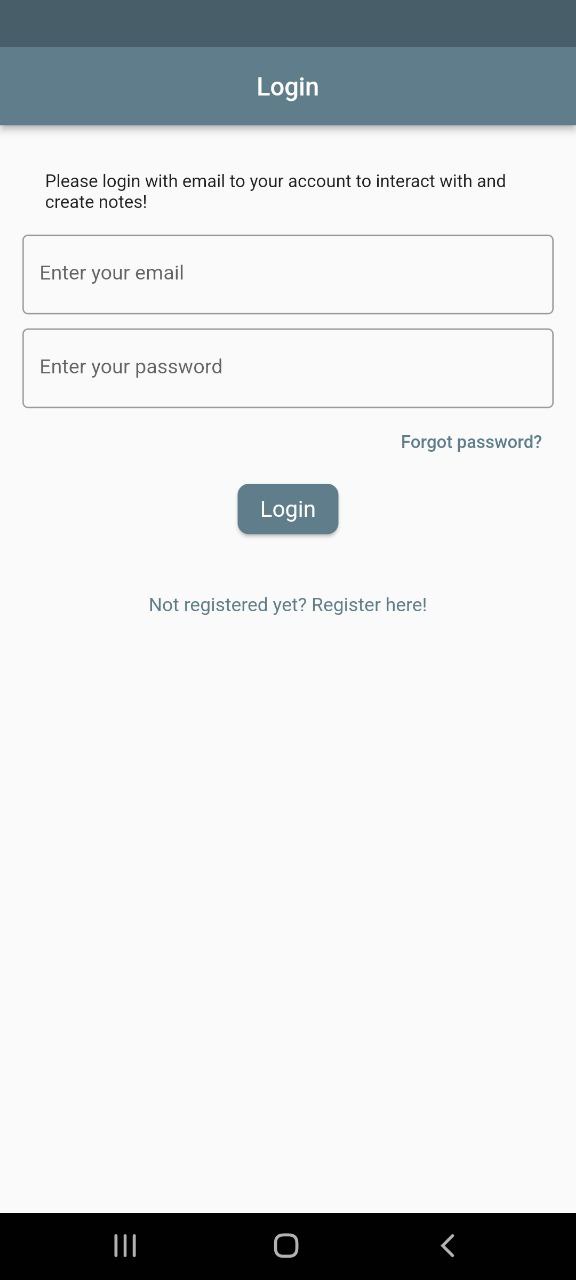 Login
Please login with email to your account to interact with and
create notes!
Enter your email
Enter your password
Forgot password?
Login
Not registered yet? Register here!